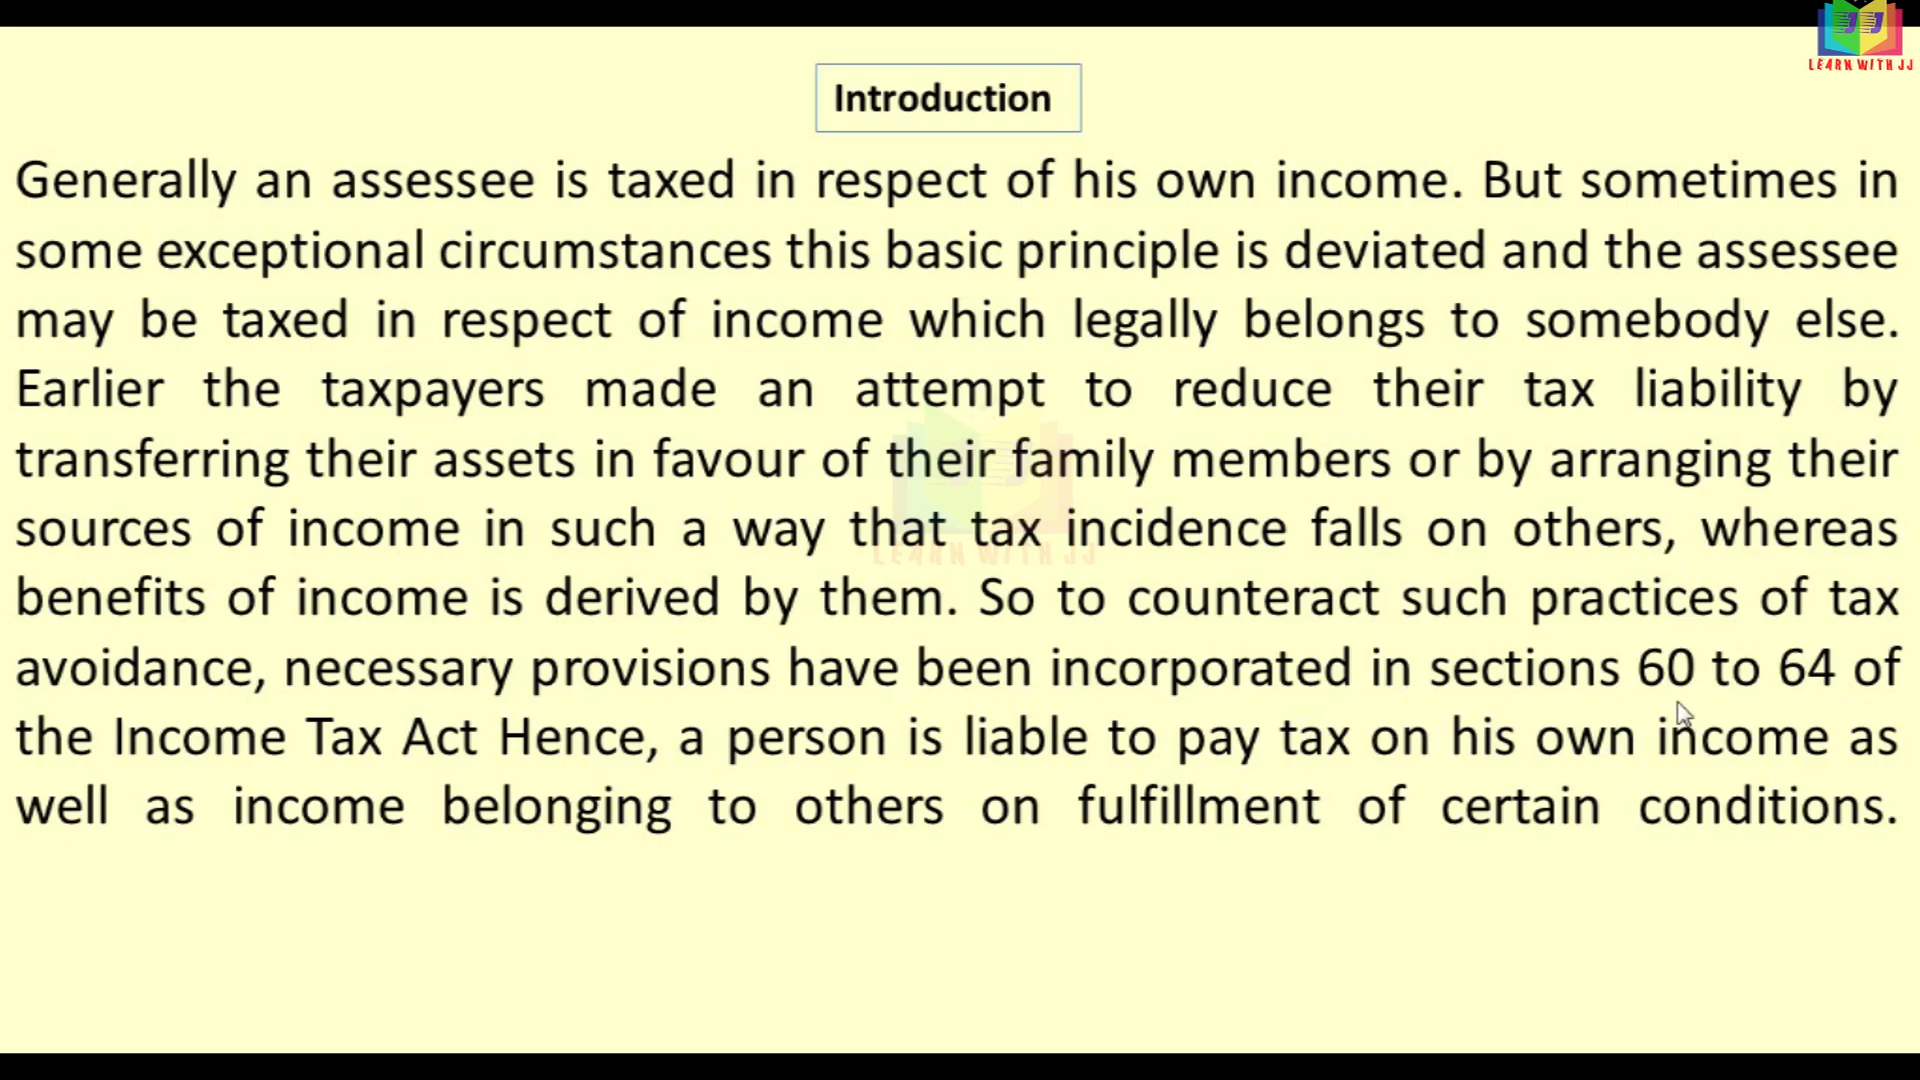 LEARN WITH JJ
Introduction
Generally an assessee is taxed in respect of his own income. But sometimes in
some exceptional circumstances this basic principle is deviated and the assessee
may be taxed in respect of income which legally belongs to somebody else.
Earlier the taxpayers made an attempt to reduce their tax liability by
transferring their assets in favour of their family members or by arranging their
sources of income in such a way that tax incidence falls on others, whereas
benefits of income is derived by them. So to counteract such practices of tax
avoidance, necessary provisions have been incorporated in sections 60 to 64 of
the Income Tax Act Hence, a person is liable to pay tax on his own income as
well as income belonging to others on fulfillment of certain conditions.
LEARN WITH JJ